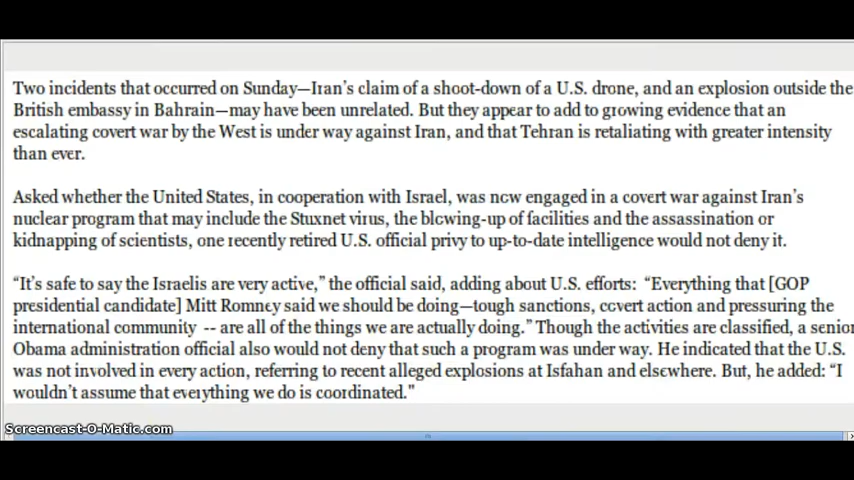 Two incidents that occurred on Sunday—Iran's claim of a shoot-down of a U.S. drone, and an explosion outside the
British embassy in Bahrain—may have been unrelated. But they appear to add to growing evidence that an
escalating covert war by the West is under way against Iran, and that Tehran is retaliating with greater intensity
than ever.
Asked whether the United States, in cooperation with Israel, was now engaged in a covert war against Iran's
nuclear program that may include the Stuxnet virus, the blowing-up of facilities and the assassination or
kidnapping of scientists, one recently retired U.S. official privy to up-to-date intelligence would not deny it.
“It's safe to say the Israelis are very active,” the official said, adding about U.S. efforts: “Everything that [GOP
presidential candidate] Mitt Romney said we should be doing—tough sanctions, covert action and pressuring the
international community -- are all of the things we are actually doing.” Though the activities are classified, a senior
Obama administration official also would not deny that such a program was under way. He indicated that the U.S.
was not involved in every action, referring to recent alleged explosions at Isfahan and elsewhere. But, he added: “I
wouldn't assume that everything we do is coordinated.”
Screencast-O-Matic.com